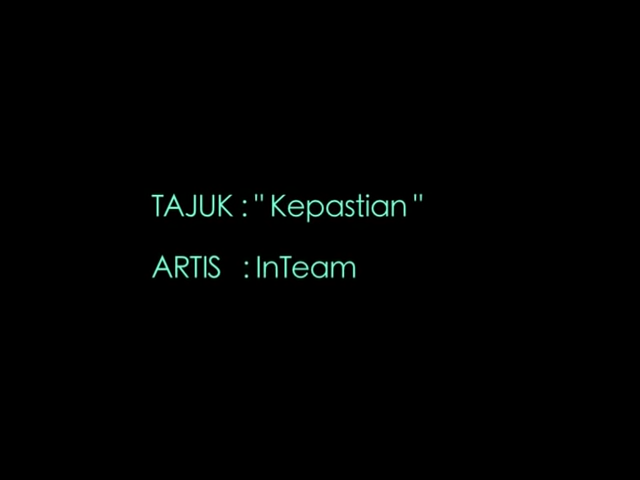 TAJUK : " Kepastian "
ARTIS : InTeam